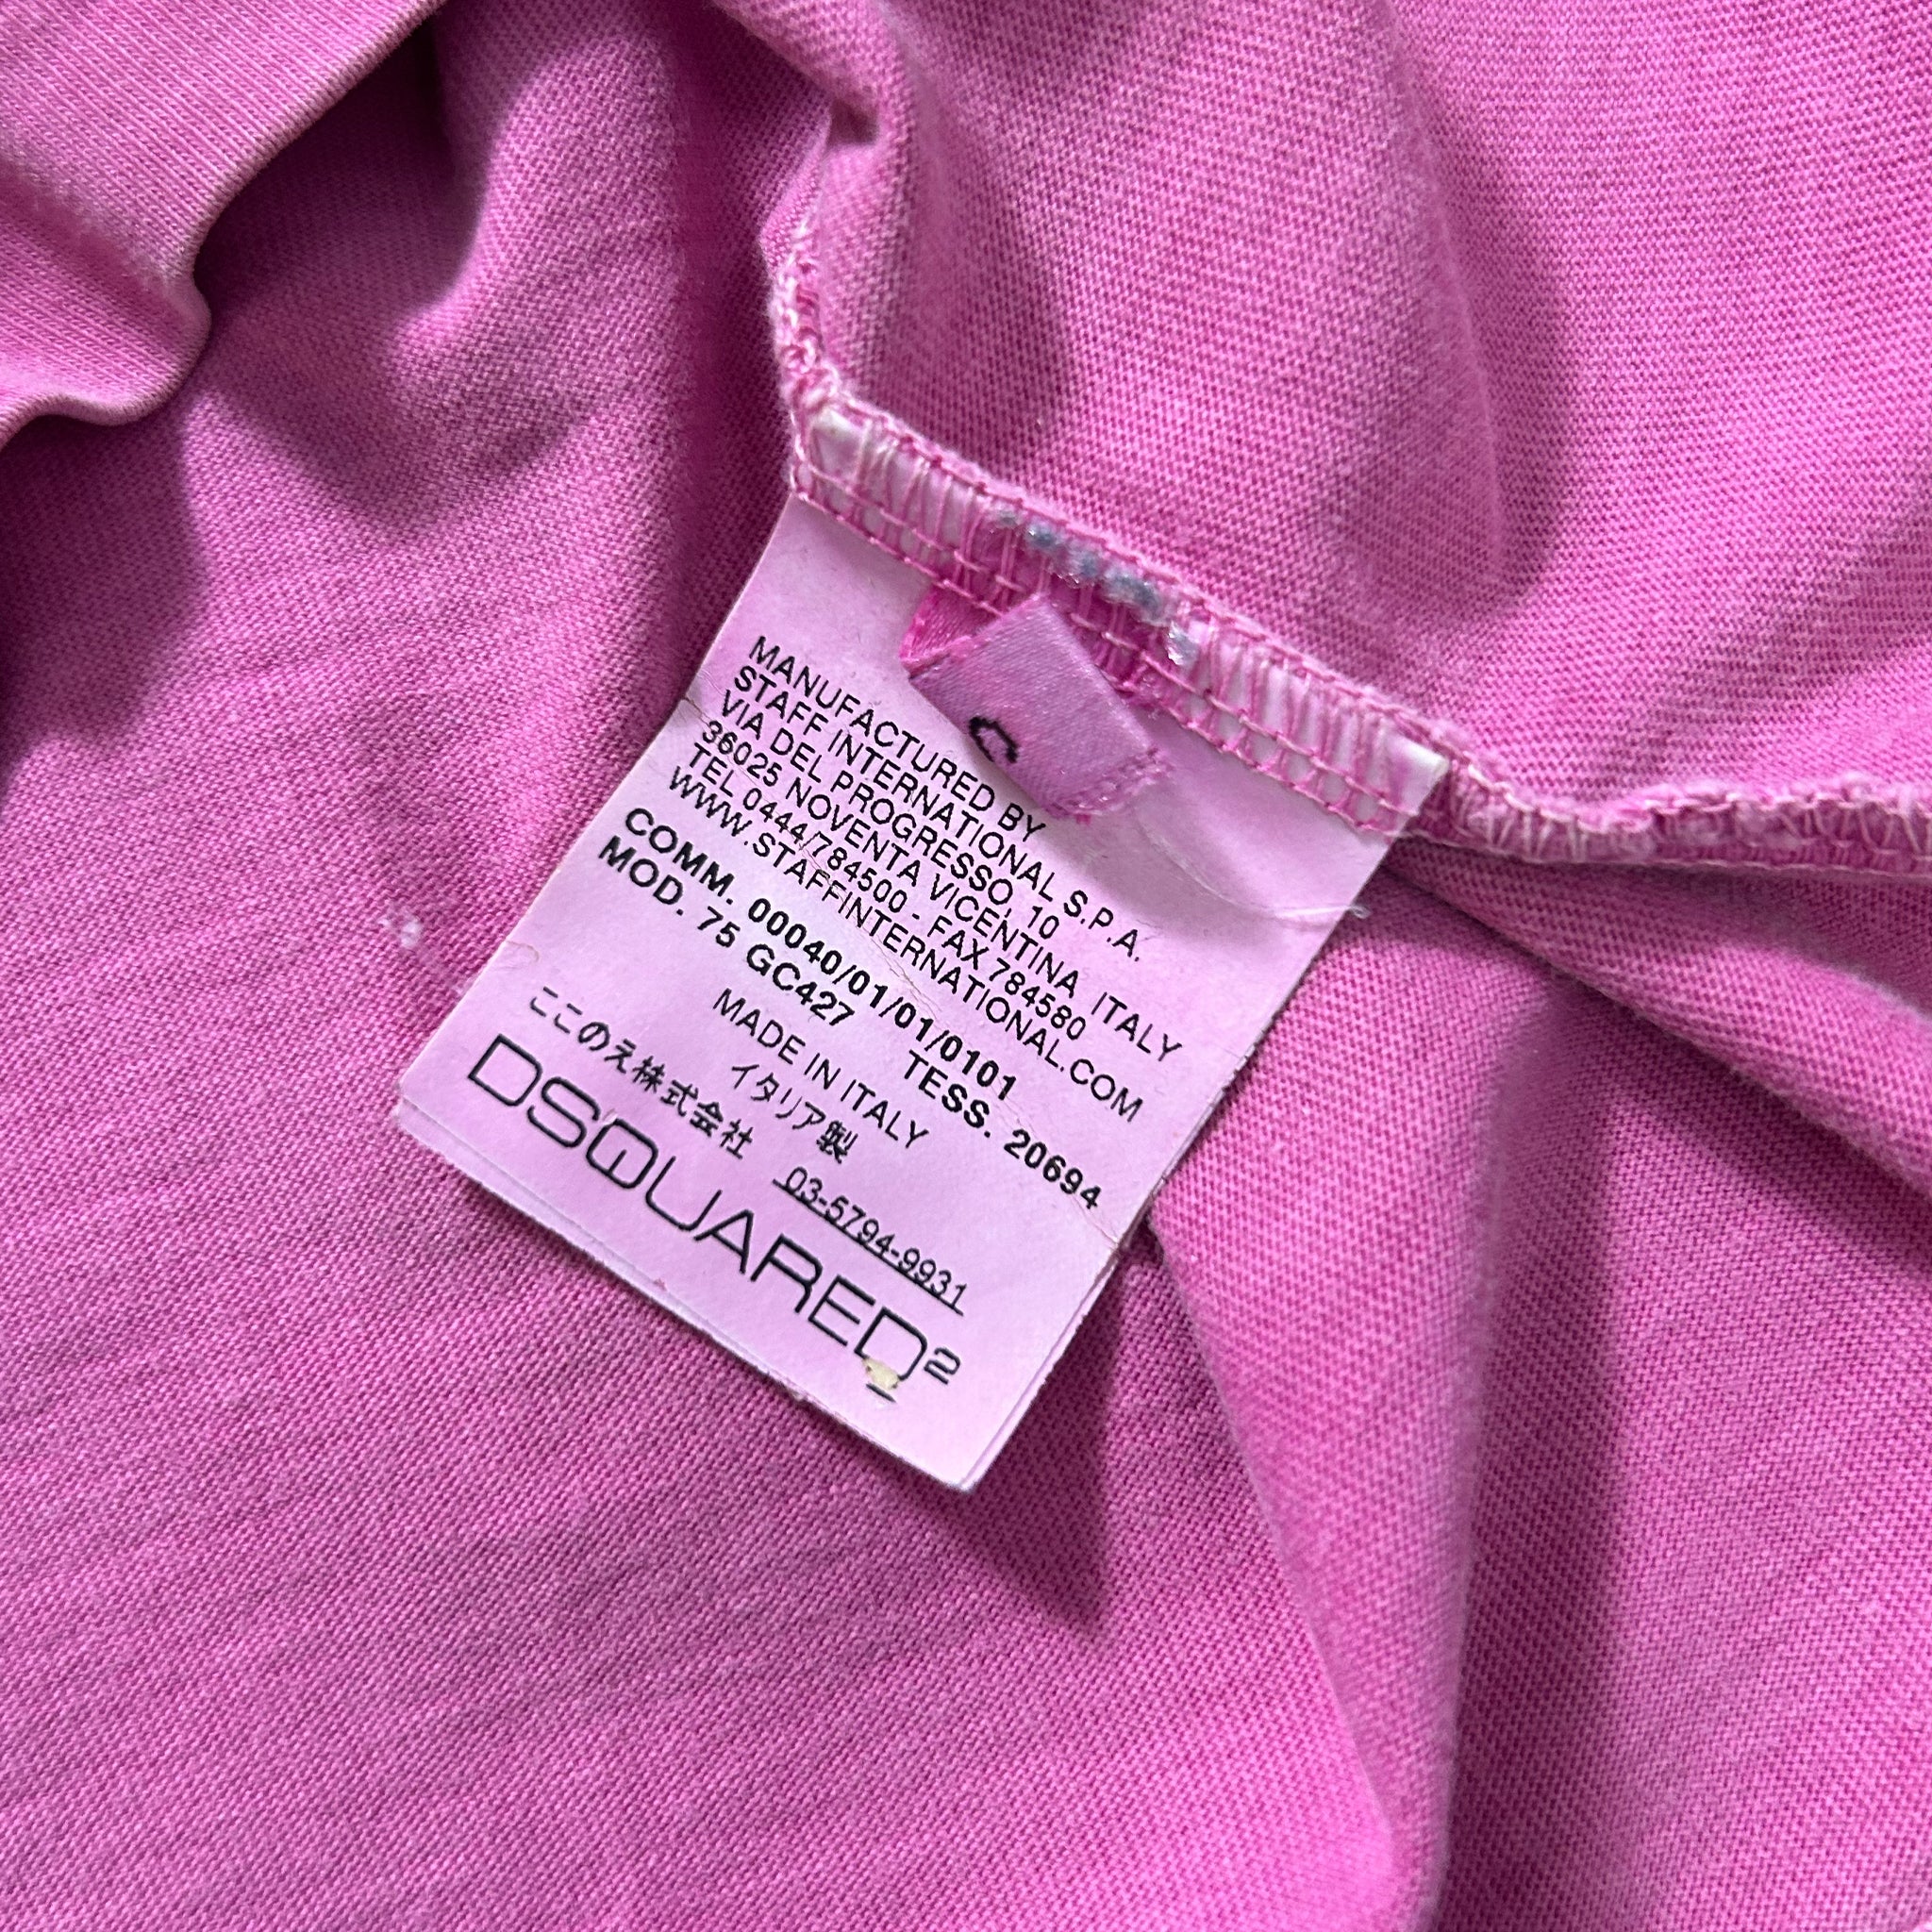 C
MANUFACTURED BY
STAFF INTERNATIONAL S.P.A.
VIA DEL PROGRESSO, 10
36025 NOVENTA VICENTINA ITALY
TEL 0444/784500 - FAX 784580
WWW.STAFFINTERNATIONAL.COM
COMM. 00040/01/01/01/0101
MOD. 75 GC427 TESS. 20694
MADE IN ITALY
イタリア製
ここのえ株式会社 03-5794-9931
DSQUARED2